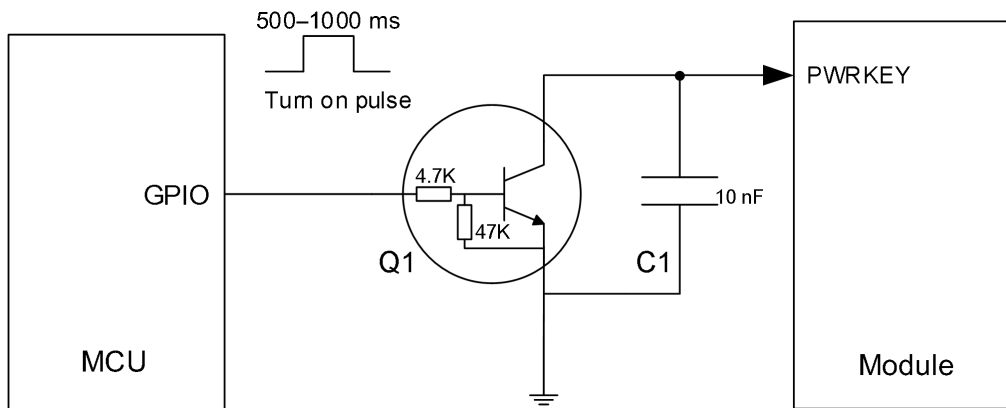 500–1000 ms
Turn on pulse
PWRKEY
4.7K
GPIO
10 nF
47K
Q1
C1
MCU
Module